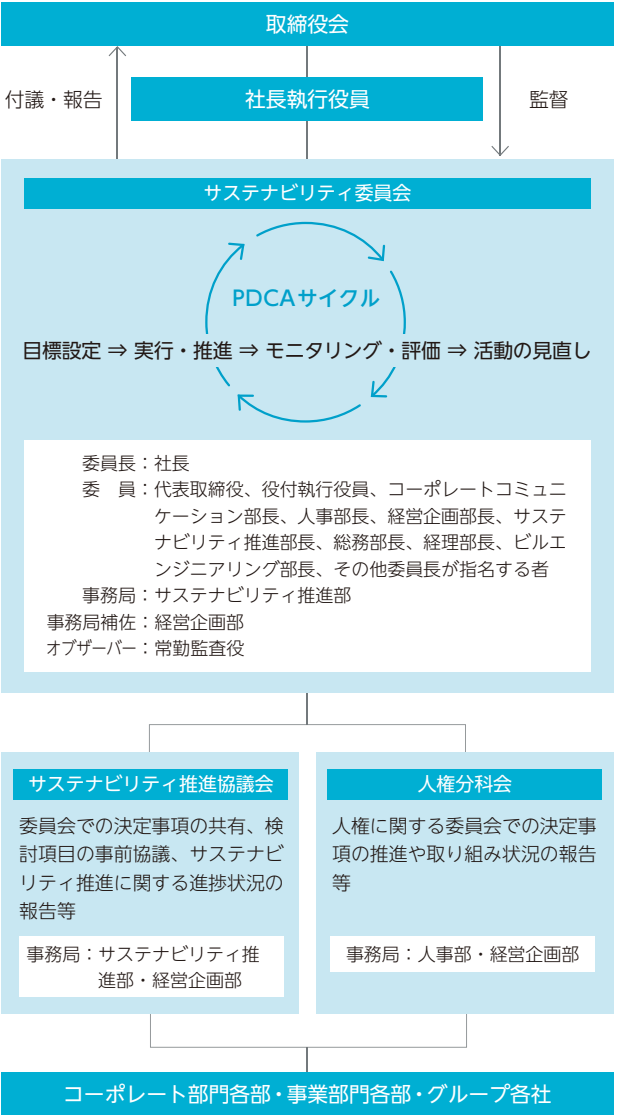 取締役会
付議・報告
社長執行役員
監督
サステナビリティ委員会
PDCAサイクル
目標設定 ⇒ 実行・推進 ⇒ モニタリング・評価 ⇒ 活動の見直し
委員長：社長
委　員：代表取締役、役付執行役員、コーポレートコミュニ
ケーション部長、人事部長、経営企画部長、サステ
ナビリティ推進部長、総務部長、経理部長、ビルエ
ンジニアリング部長、その他委員長が指名する者
事務局：サステナビリティ推進部
事務局補佐：経営企画部
オブザーバー：常勤監査役
サステナビリティ推進協議会
委員会での決定事項の共有、検
討項目の事前協議、サステナビ
リティ推進に関する進捗状況の
報告等
事務局：サステナビリティ推
進部・経営企画部
人権分科会
人権に関する委員会での決定事
項の推進や取り組み状況の報告
等
事務局：人事部・経営企画部
コーポレート部門各部・事業部門各部・グループ各社